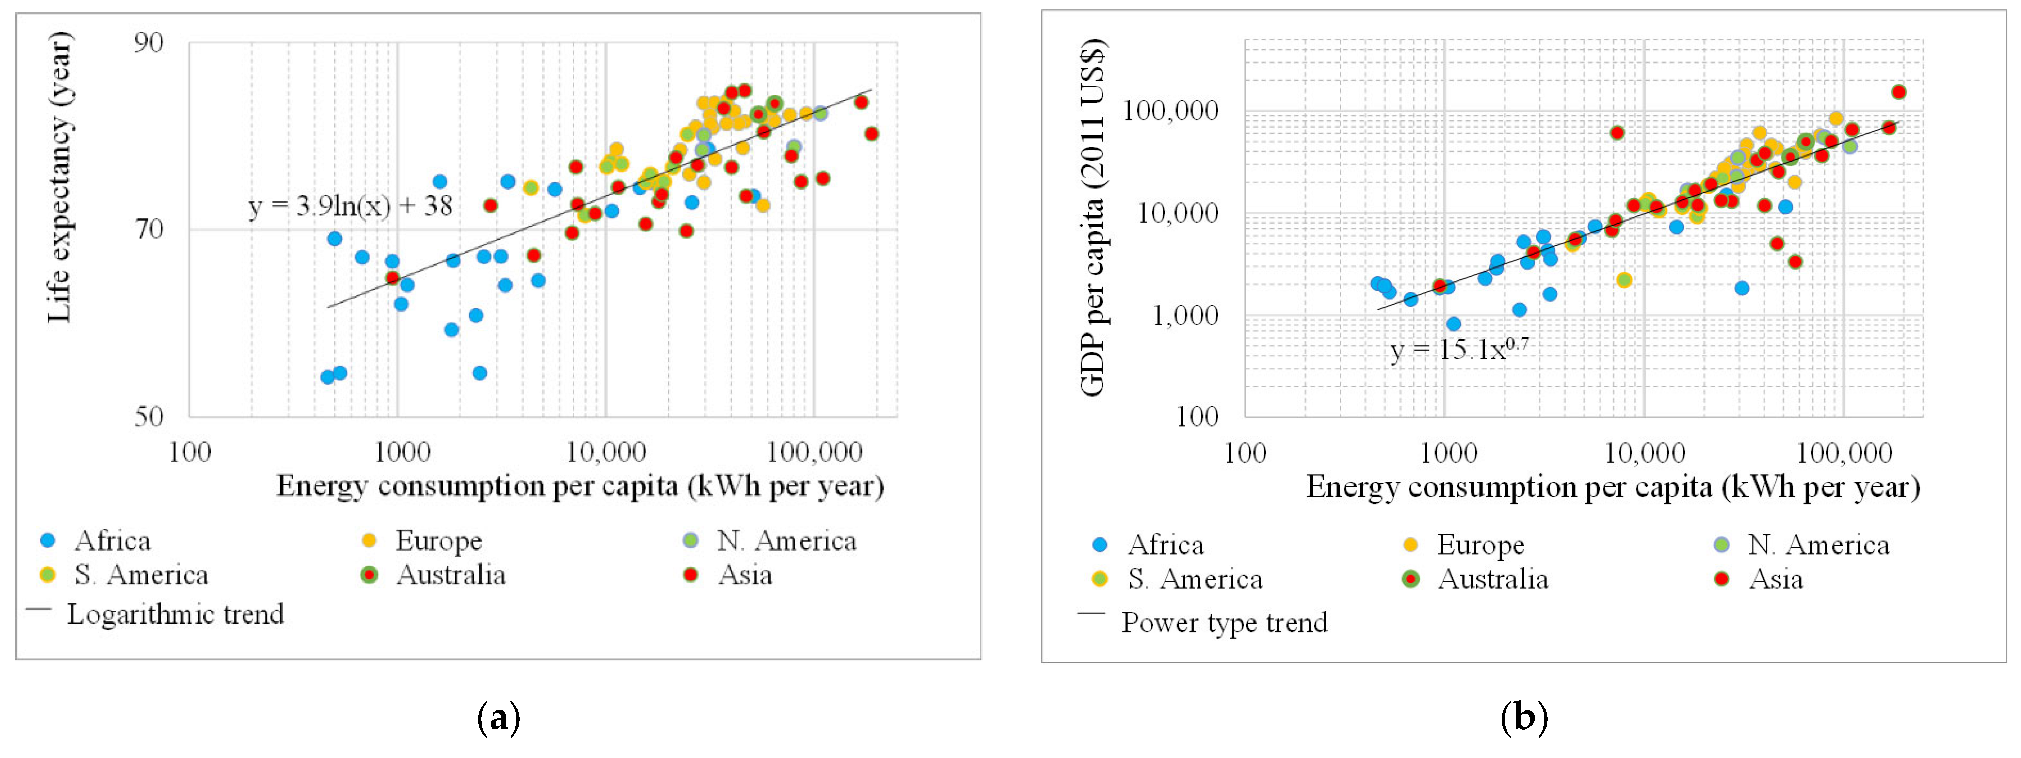 Life expectancy (year)
90
70
50
y = 3.9ln(x) + 38
100 1000 10,000 100,000
Energy consumption per capita (kWh per year)
Africa Europe N. America
S. America Australia Asia
Logarithmic trend
(a)
GDP per capita (2011 US$)
100,000
10,000
1,000
100
y = 15.1x^0.7
100 1000 10,000 100,000
Energy consumption per capita (kWh per year)
Africa Europe N. America
S. America Australia Asia
Power type trend
(b)